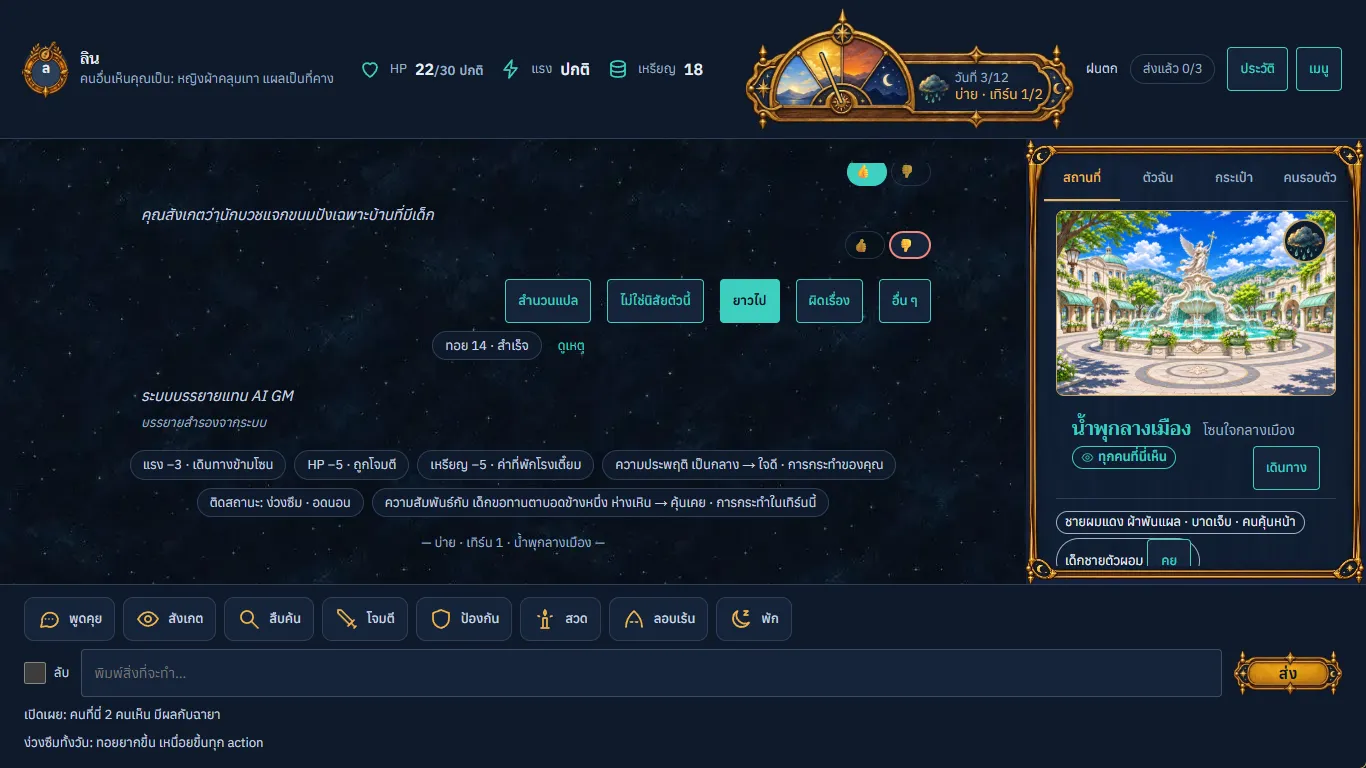 ล
ลิน
คนอื่นเห็นคุณเป็น: หญิงผ้าคลุมเทา แผลเป็นที่คาง
HP 22/30 ปกติ
แรง ปกติ
เหรียญ 18
วันที่ 3/12
บ่าย · เทิร์น 1/2
ฝนตก
ส่งแล้ว 0/3
ประวัติ
เมนู
คุณสังเกตว่านักบวชแจกขนมปังเฉพาะบ้านที่มีเด็ก
สำนวนแปล
ไม่ใช่นิสัยตัวนี้
ยาวไป
ผิดเรื่อง
อื่น ๆ
ทอย 14 · สำเร็จ
ดูเหตุ
ระบบบรรยายแทน AI GM
บรรยายสำรองจากระบบ
แรง −3 · เดินทางข้ามโซน
HP −5 · ถูกโจมตี
เหรียญ −5 · ค่าที่พักโรงเตี๊ยม
ความประพฤติ เป็นกลาง → ใจดี · การกระทำของคุณ
ติดสถานะ: ง่วงซึม · อดนอน
ความสัมพันธ์กับ เด็กขอทานตาบอดข้างหนึ่ง ห่างเหิน → คุ้นเคย · การกระทำในเทิร์นนี้
— บ่าย · เทิร์น 1 · น้ำพุกลางเมือง —
สถานที่
ตัวฉัน
กระเป๋า
คนรอบตัว
น้ำพุกลางเมือง โซนใจกลางเมือง
ทุกคนที่นี่เห็น
เดินทาง
ชายผมแดง ผ้าพันแผล · บาดเจ็บ · คนคุ้นหน้า
เด็กชายตัวผอม
คุย
พูดคุย
สังเกต
สืบค้น
โจมตี
ป้องกัน
สวด
ลอบเร้น
พัก
ลับ
พิมพ์สิ่งที่จะทำ...
ส่ง
เปิดเผย: คนที่นี่ 2 คนเห็น มีผลกับฉายา
ง่วงซึมทั้งวัน: ทอยยากขึ้น เหนื่อยขึ้นทุก action